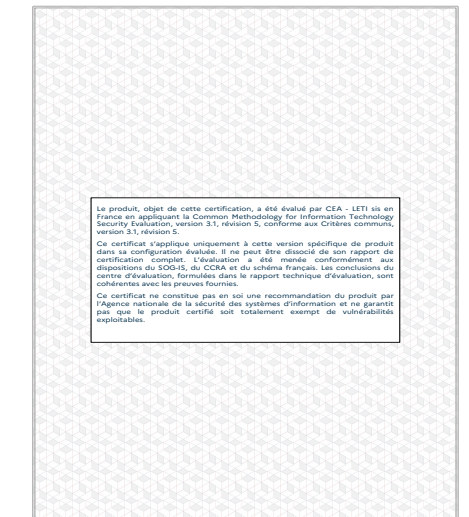 Le produit, objet de cette certification, a été évalué par CEA - LETI sis en
France en appliquant la Common Methodology for Information Technology
Security Evaluation, version 3.1, révision 5, conforme aux Critères communs,
version 3.1, révision 5.
Ce certificat s'applique uniquement à cette version spécifique de produit
dans sa configuration évaluée. Il ne peut être dissocié de son rapport de
certification complet. L'évaluation a été menée conformément aux
dispositions du SOG-IS, du CCRA et du schéma français. Les conclusions du
centre d'évaluation, formulées dans le rapport technique d'évaluation, sont
cohérentes avec les preuves fournies.
Ce certificat ne constitue pas en soi une recommandation du produit par
l'Agence nationale de la sécurité des systèmes d'information et ne garantit
pas que le produit certifié soit totalement exempt de vulnérabilités
exploitables.